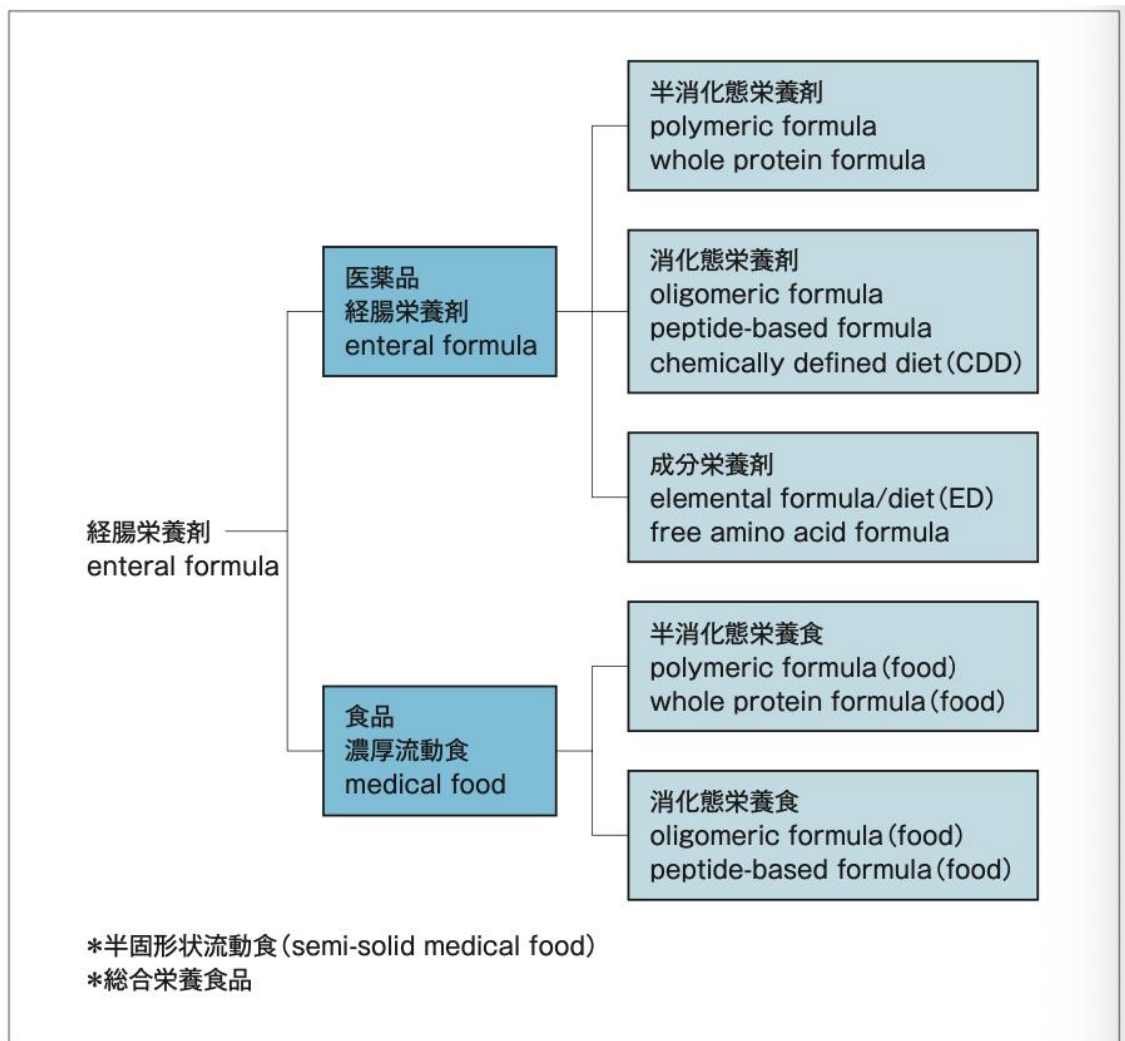 経腸栄養剤
enteral formula
医薬品
経腸栄養剤
enteral formula
半消化態栄養剤
polymeric formula
whole protein formula
消化態栄養剤
oligomeric formula
peptide-based formula
chemically defined diet(CDD)
成分栄養剤
elemental formula/diet(ED)
free amino acid formula
食品
濃厚流動食
medical food
半消化態栄養食
polymeric formula(food)
whole protein formula(food)
消化態栄養食
oligomeric formula(food)
peptide-based formula(food)
*半固形状流動食(semi-solid medical food)
*総合栄養食品